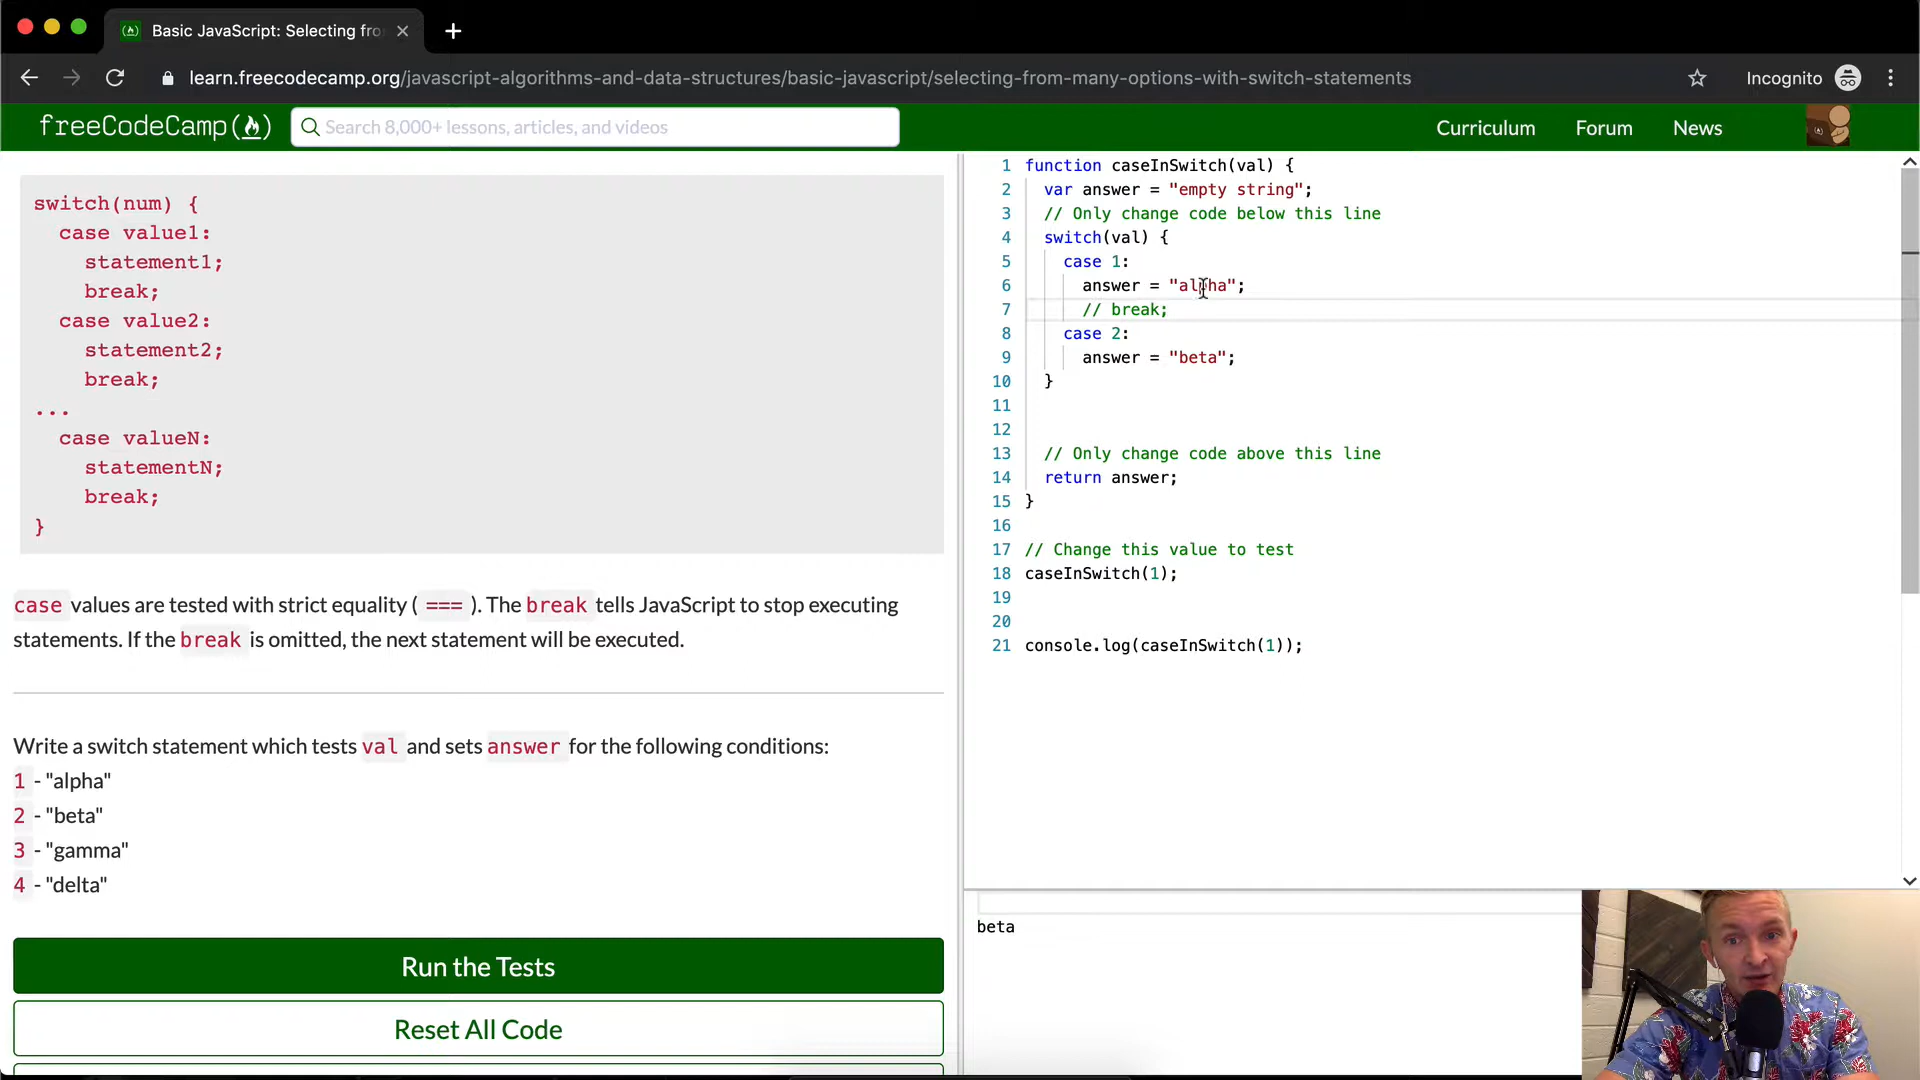 Basic JavaScript: Selecting fro
learn.freecodecamp.org/javascript-algorithms-and-data-structures/basic-javascript/selecting-from-many-options-with-switch-statements
Incognito
freeCodeCamp
Search 8,000+ lessons, articles, and videos
Curriculum
Forum
News
switch(num) {
case value1:
statement1;
break;
case value2:
statement2;
break;
...
case valueN:
statementN;
break;
}
case values are tested with strict equality ( === ). The break tells JavaScript to stop executing
statements. If the break is omitted, the next statement will be executed.
Write a switch statement which tests val and sets answer for the following conditions:
1 - "alpha"
2 - "beta"
3 - "gamma"
4 - "delta"
Run the Tests
Reset All Code
1 function caseInSwitch(val) {
2 var answer = "empty string";
3 // Only change code below this line
4 switch(val) {
5 case 1:
6 answer = "alpha";
7 // break;
8 case 2:
9 answer = "beta";
10 }
11
12
13 // Only change code above this line
14 return answer;
15 }
16
17 // Change this value to test
18 caseInSwitch(1);
19
20
21 console.log(caseInSwitch(1));
beta